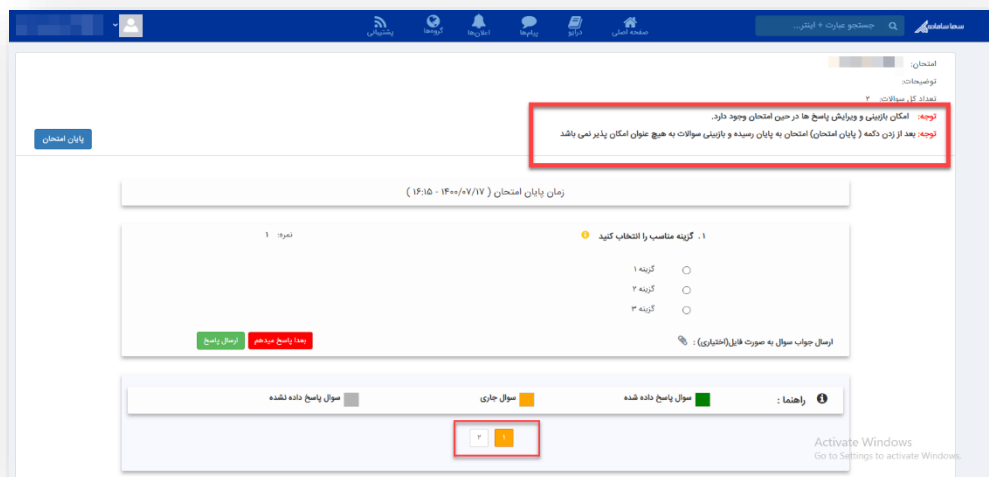 سما سامانه
جستجو عبارت + اینتر...
صفحه اصلی
درایو
پیام‌ها
اعلان‌ها
گروه‌ها
پشتیبانی
امتحان:
توضیحات:
تعداد کل سوالات: ۲
توجه: امکان بازبینی و ویرایش پاسخ ها در حین امتحان وجود دارد.
توجه: بعد از زدن دکمه ( پایان امتحان) امتحان به پایان رسیده و بازبینی سوالات به هیچ عنوان امکان پذیر نمی باشد
پایان امتحان
زمان پایان امتحان ( ۱۴۰۰/۰۷/۱۷ - ۱۶:۱۵ )
۱ . گزینه مناسب را انتخاب کنید
نمره: ۱
گزینه ۱
گزینه ۲
گزینه ۳
ارسال جواب سوال به صورت فایل(اختیاری) :
بعدا پاسخ میدهم
ارسال پاسخ
راهنما :
سوال پاسخ داده شده
سوال جاری
سوال پاسخ داده نشده
۱ ۲
Activate Windows
Go to Settings to activate Windows.